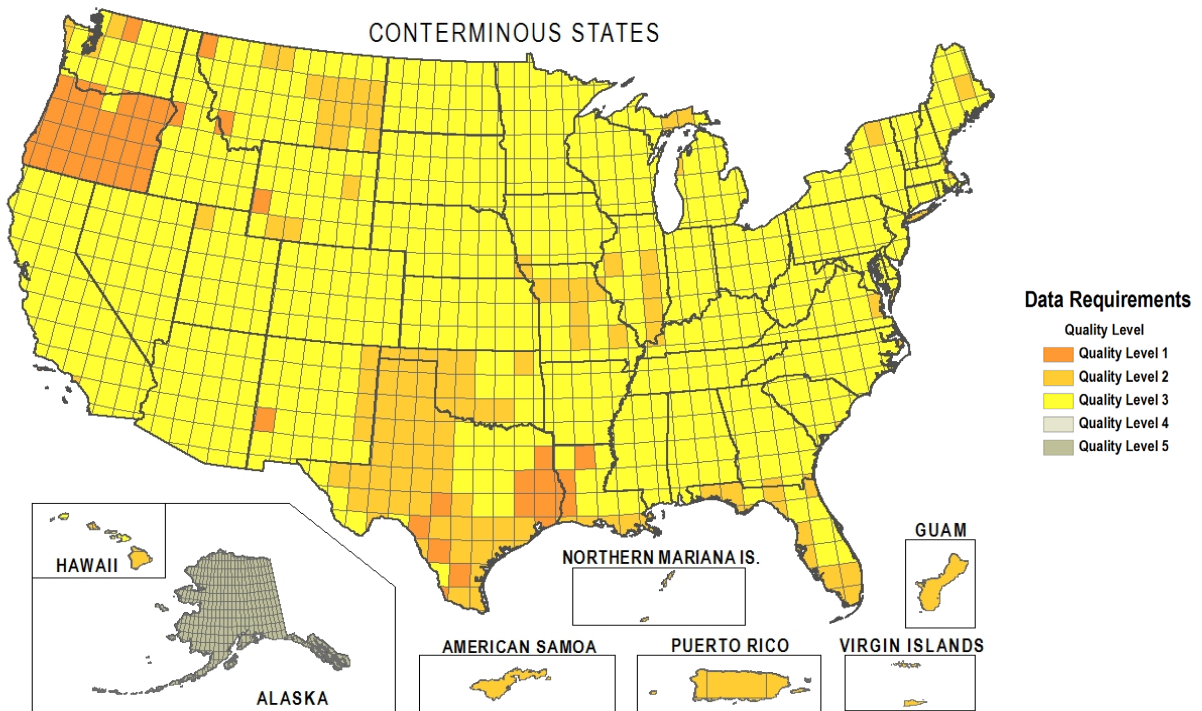 CONTERMINOUS STATES
Data Requirements
Quality Level
Quality Level 1
Quality Level 2
Quality Level 3
Quality Level 4
Quality Level 5
HAWAII
ALASKA
NORTHERN MARIANA IS.
GUAM
AMERICAN SAMOA
PUERTO RICO
VIRGIN ISLANDS